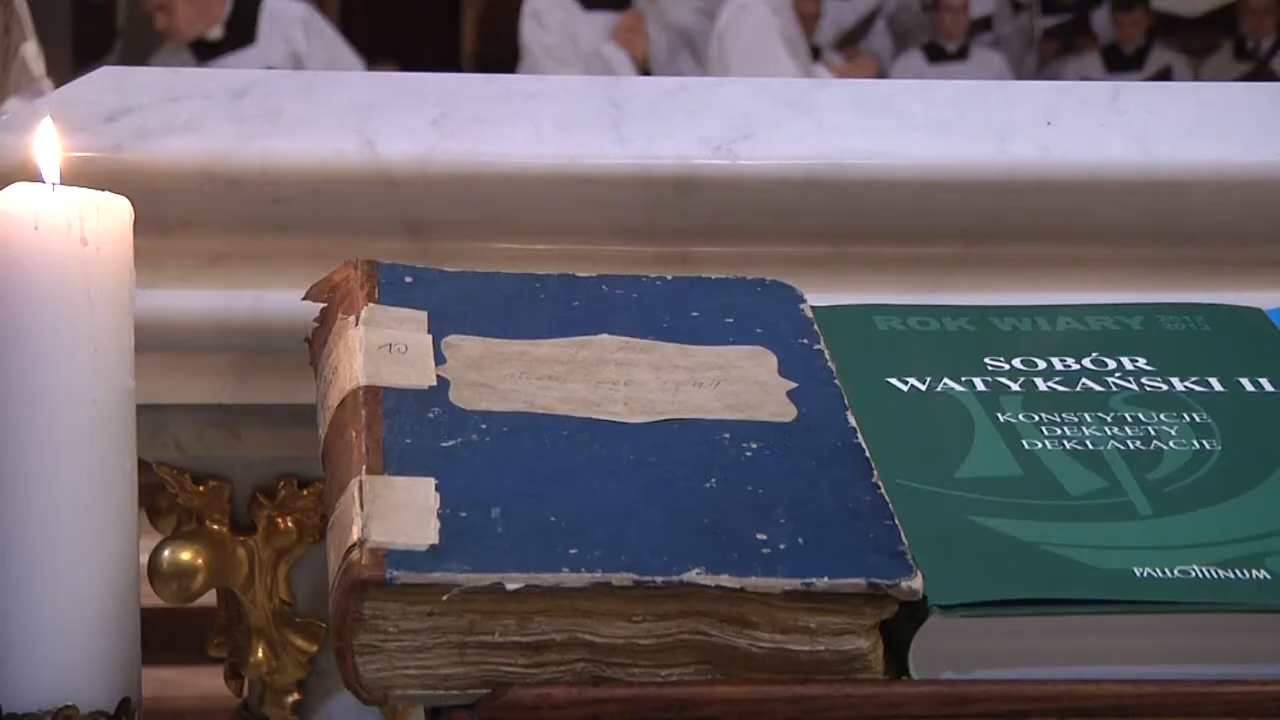 10
ROK WIARY 2012 2013
SOBÓR
WATYKAŃSKI II
KONSTYTUCJE
DEKRETY
DEKLARACJE
PALLOTTINUM